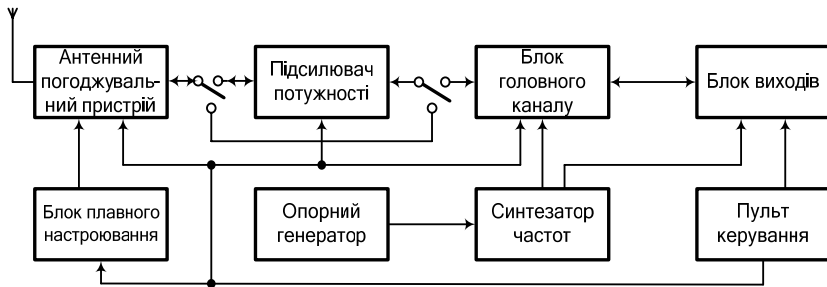 Антенний
погоджуваль-
ний пристрій
Підсилювач
потужності
Блок
головного
каналу
Блок виходів
Блок плавного
настроювання
Опорний
генератор
Синтезатор
частот
Пульт
керування